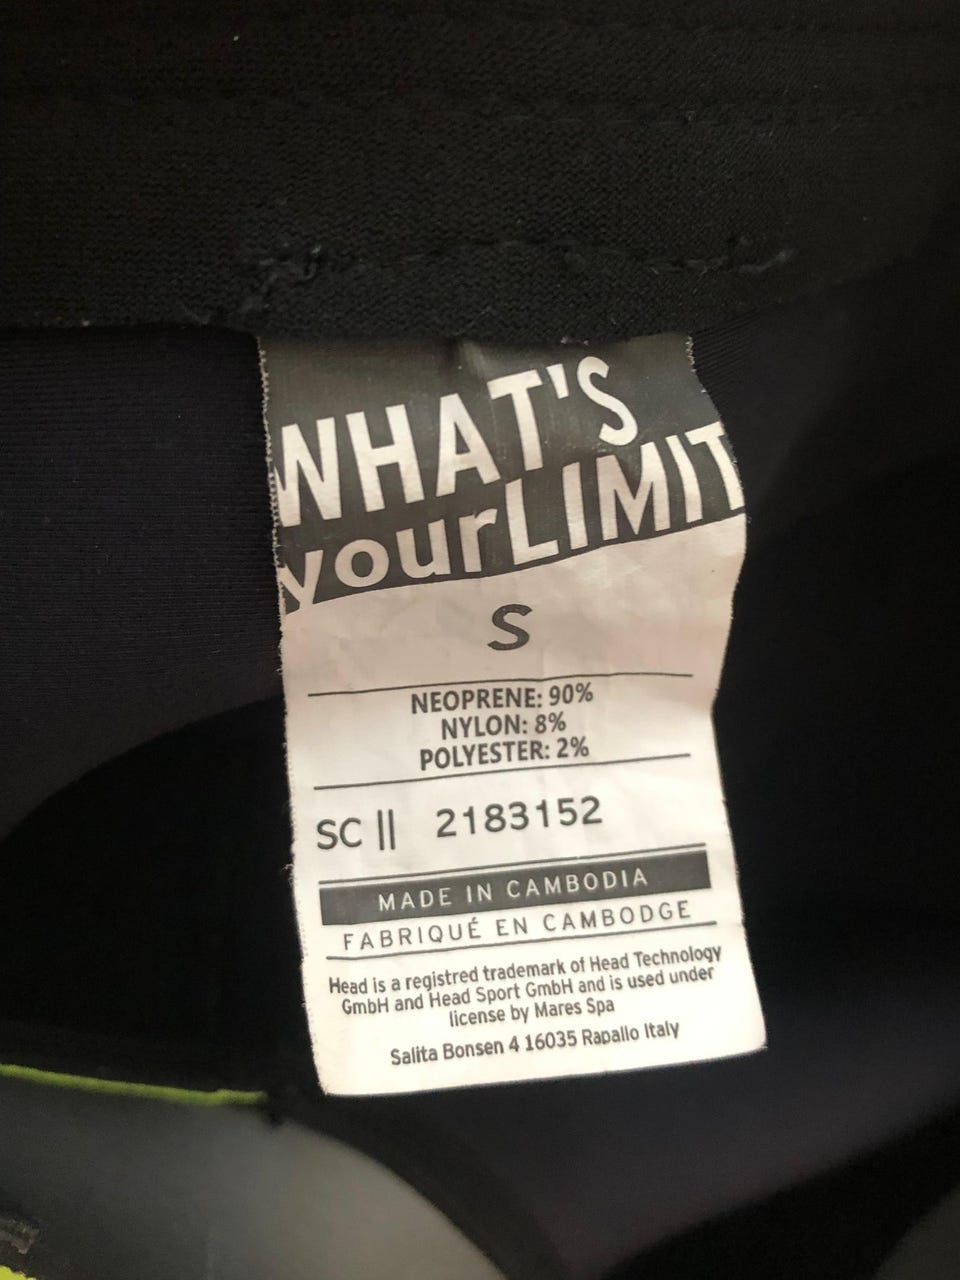 WHAT'S
yourLIMIT
S
NEOPRENE: 90%
NYLON: 8%
POLYESTER: 2%
SC || 2183152
MADE IN CAMBODIA
FABRIQUÉ EN CAMBODGE
Head is a registred trademark of Head Technology
GmbH and Head Sport GmbH and is used under
license by Mares Spa
Salita Bonsen 4 16035 Rapallo Italy